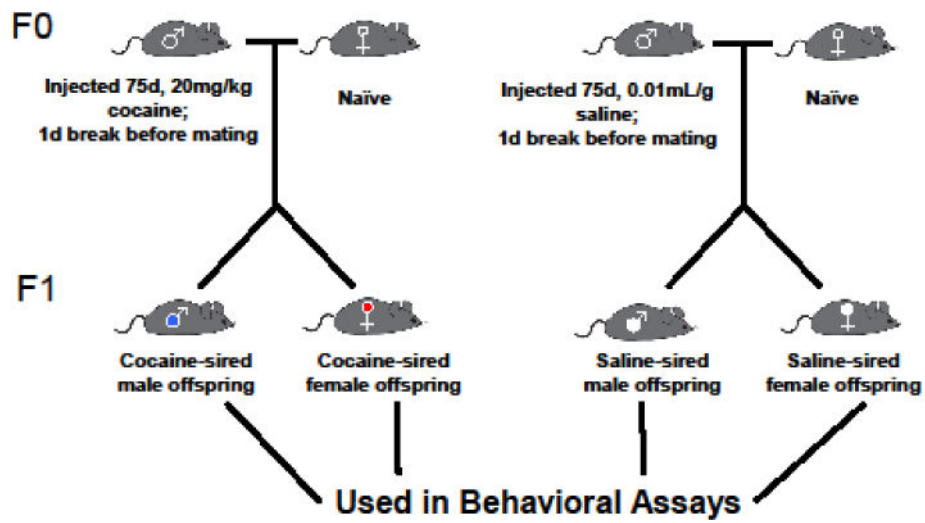 F0
Injected 75d, 20mg/kg
cocaine;
1d break before mating
Naïve
Injected 75d, 0.01mL/g
saline;
1d break before mating
Naïve
F1
Cocaine-sired
male offspring
Cocaine-sired
female offspring
Saline-sired
male offspring
Saline-sired
female offspring
Used in Behavioral Assays